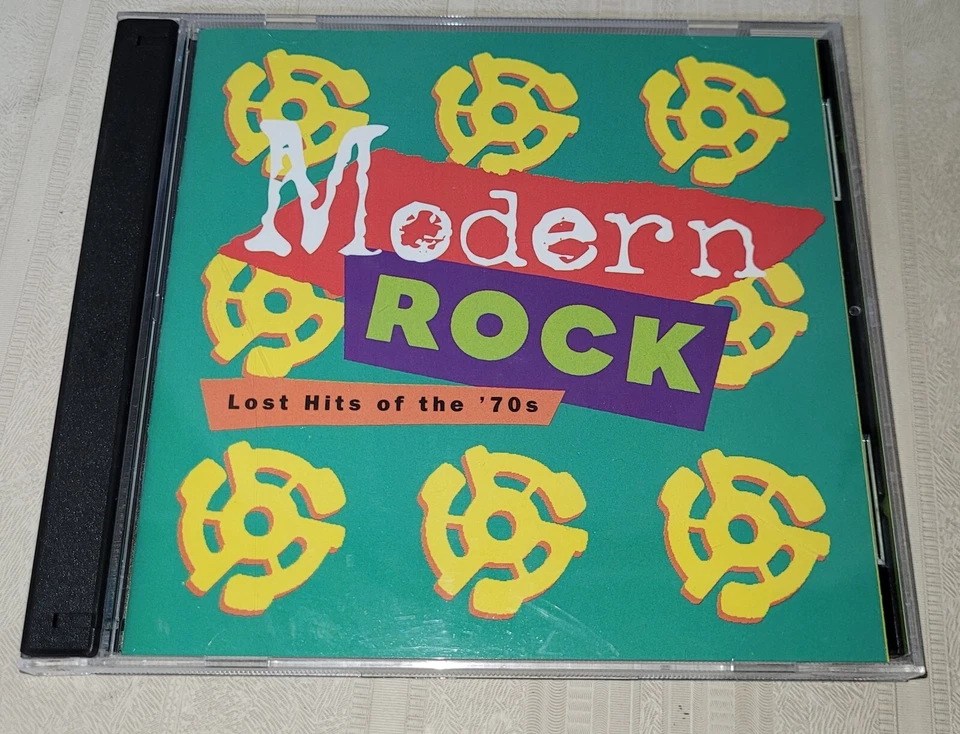 Modern
ROCK
Lost Hits of the '70s